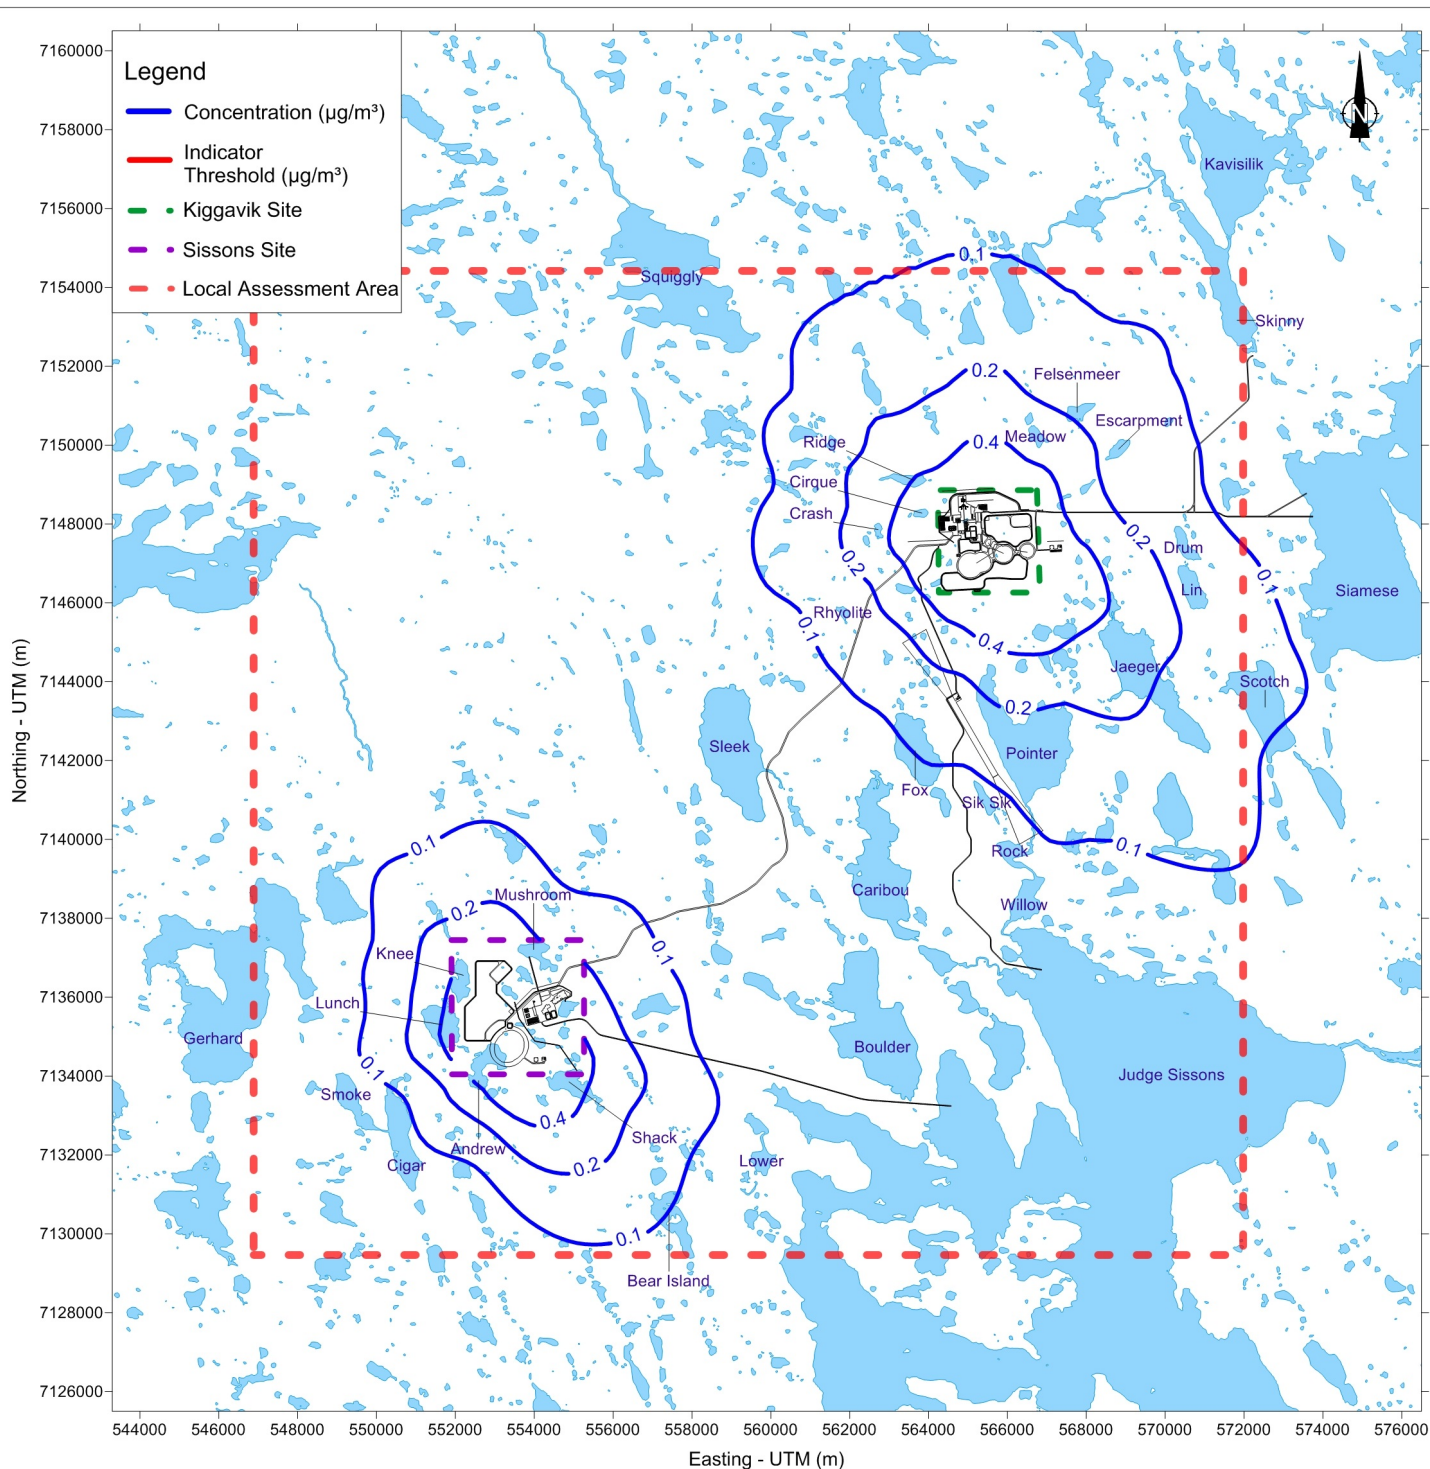 Legend
Concentration (µg/m³)
Indicator
Threshold (µg/m³)
Kiggavik Site
Sissons Site
Local Assessment Area
N
7160000
7158000
7156000
7154000
7152000
7150000
7148000
7146000
7144000
7142000
7140000
7138000
7136000
7134000
7132000
7130000
7128000
7126000
Northing - UTM (m)
Kavisilik
0.1
Squiggly
Skinny
0.2
Felsenmeer
Escarpment
0.4
Meadow
Ridge
Cirque
Crash
0.2
Drum
0.2
0.1
Lin
Siamese
Rhyolite
0.1
0.4
Jaeger
Scotch
0.2
Sleek
Pointer
Fox
Sik Sik
0.1
Rock
0.1
Caribou
Mushroom
Willow
0.2
Knee
0.1
Lunch
Gerhard
Boulder
0.1
Judge Sissons
Smoke
0.4
Shack
Andrew
Lower
Cigar
0.2
0.1
Bear Island
544000 546000 548000 550000 552000 554000 556000 558000 560000 562000 564000 566000 568000 570000 572000 574000 576000
Easting - UTM (m)